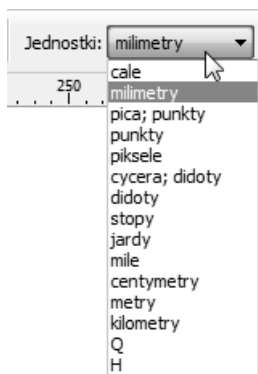 Jednostki: milimetry
250
cale
milimetry
pica; punkty
punkty
piksele
cycera; didoty
didoty
stopy
jardy
mile
centymetry
metry
kilometry
Q
H